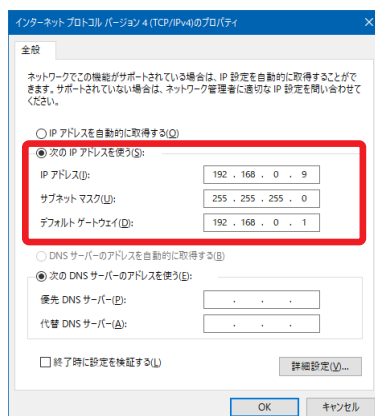 インターネット プロトコル バージョン 4 (TCP/IPv4)のプロパティ
全般
ネットワークでこの機能がサポートされている場合は、IP 設定を自動的に取得することがで
きます。サポートされていない場合は、ネットワーク管理者に適切な IP 設定を問い合わせて
ください。
IP アドレスを自動的に取得する(O)
次の IP アドレスを使う(S):
IP アドレス(I): 192 . 168 . 0 . 9
サブネット マスク(U): 255 . 255 . 255 . 0
デフォルト ゲートウェイ(D): 192 . 168 . 0 . 1
DNS サーバーのアドレスを自動的に取得する(B)
次の DNS サーバーのアドレスを使う(E):
優先 DNS サーバー(P): . . .
代替 DNS サーバー(A): . . .
終了時に設定を検証する(L)
詳細設定(V)...
OK キャンセル